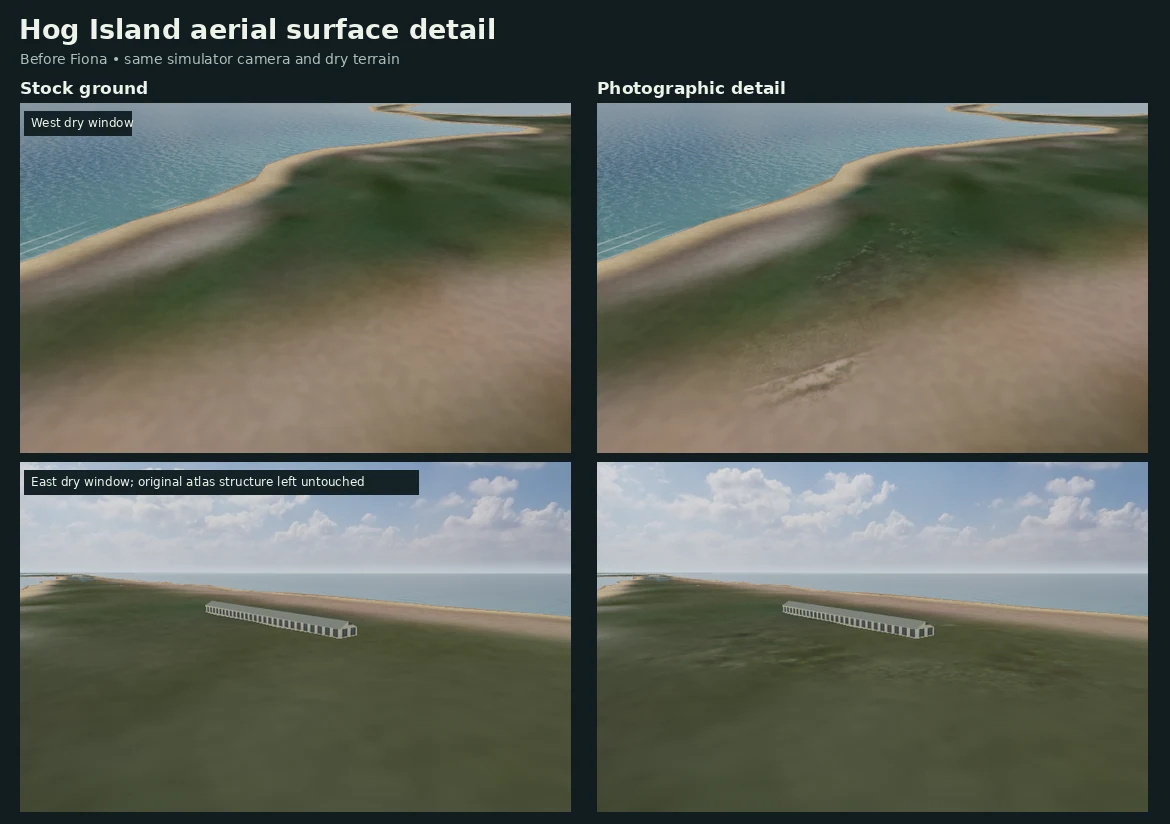 Hog Island aerial surface detail
Before Fiona • same simulator camera and dry terrain
Stock ground
Photographic detail
West dry window
East dry window; original atlas structure left untouched